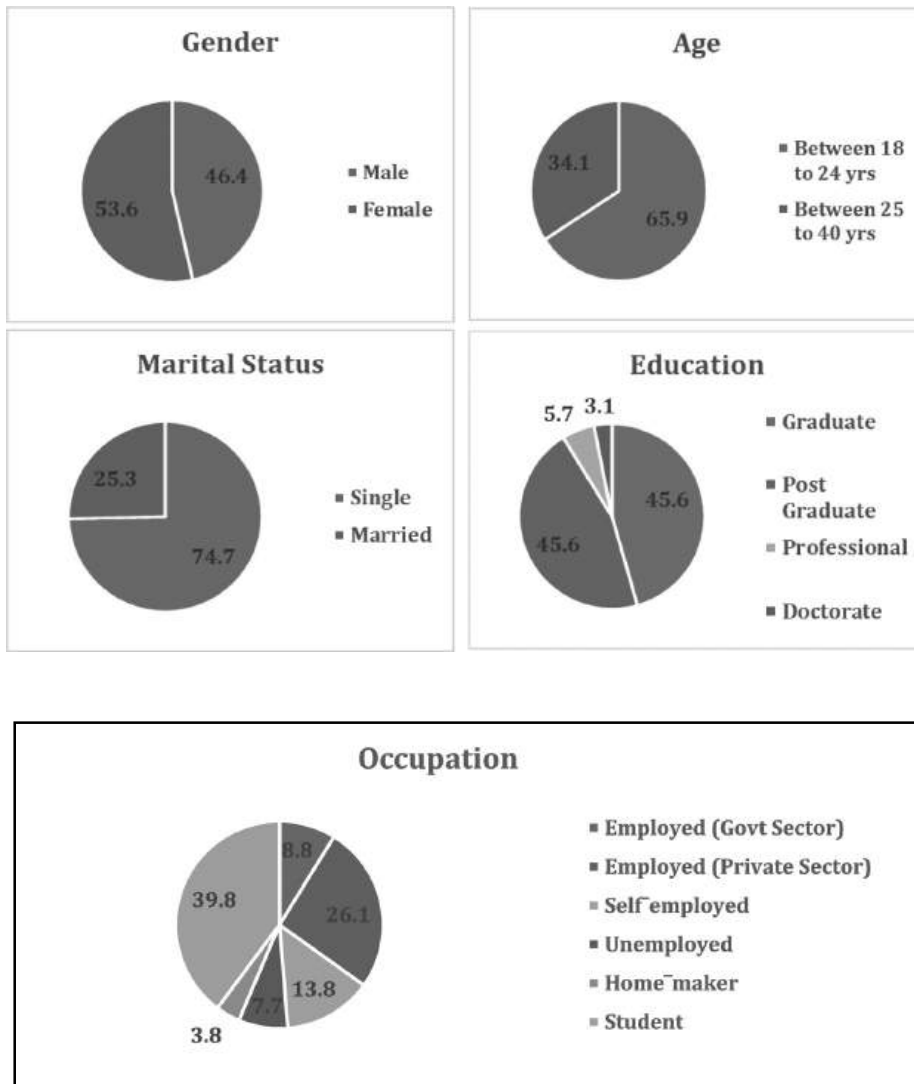 Gender
46.4
53.6
Male
Female
Age
34.1
65.9
Between 18
to 24 yrs
Between 25
to 40 yrs
Marital Status
25.3
74.7
Single
Married
Education
5.7
3.1
45.6
45.6
Graduate
Post
Graduate
Professional
Doctorate
Occupation
8.8
39.8
26.1
13.8
7.7
3.8
Employed (Govt Sector)
Employed (Private Sector)
Self‾employed
Unemployed
Home‾maker
Student